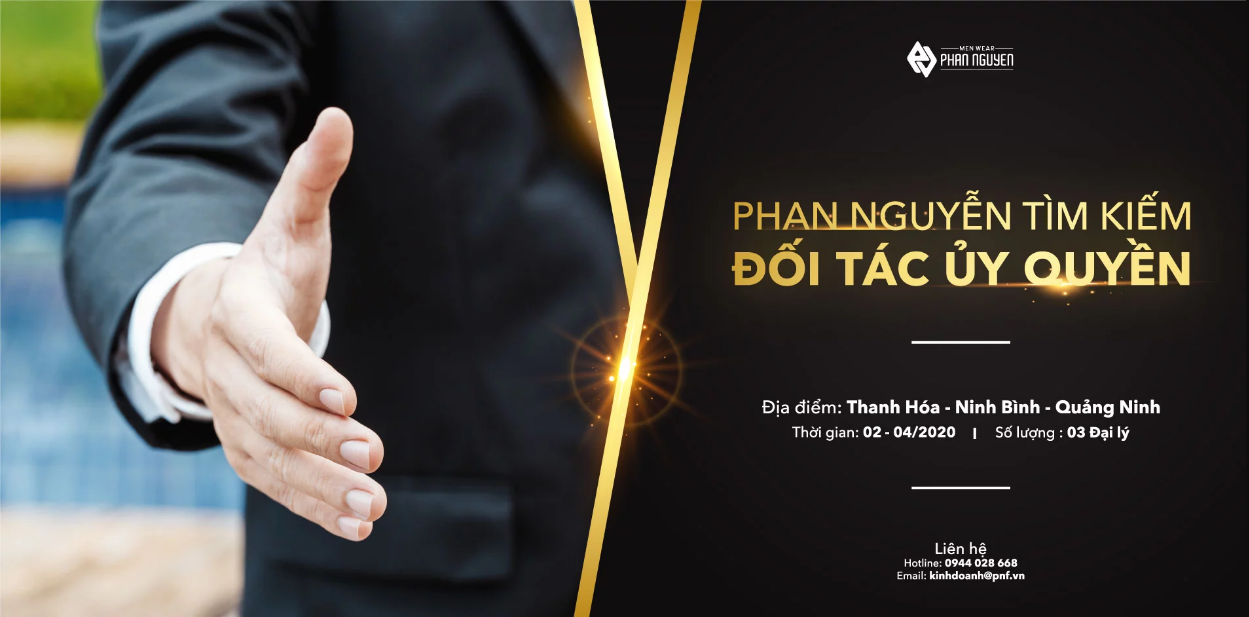 MEN WEAR
PHAN NGUYEN
PHAN NGUYỄN TÌM KIẾM
ĐỐI TÁC ỦY QUYỀN
Địa điểm: Thanh Hóa - Ninh Bình - Quảng Ninh
Thời gian: 02 - 04/2020 | Số lượng : 03 Đại lý
Liên hệ
Hotline: 0944 028 668
Email: kinhdoanh@pnf.vn